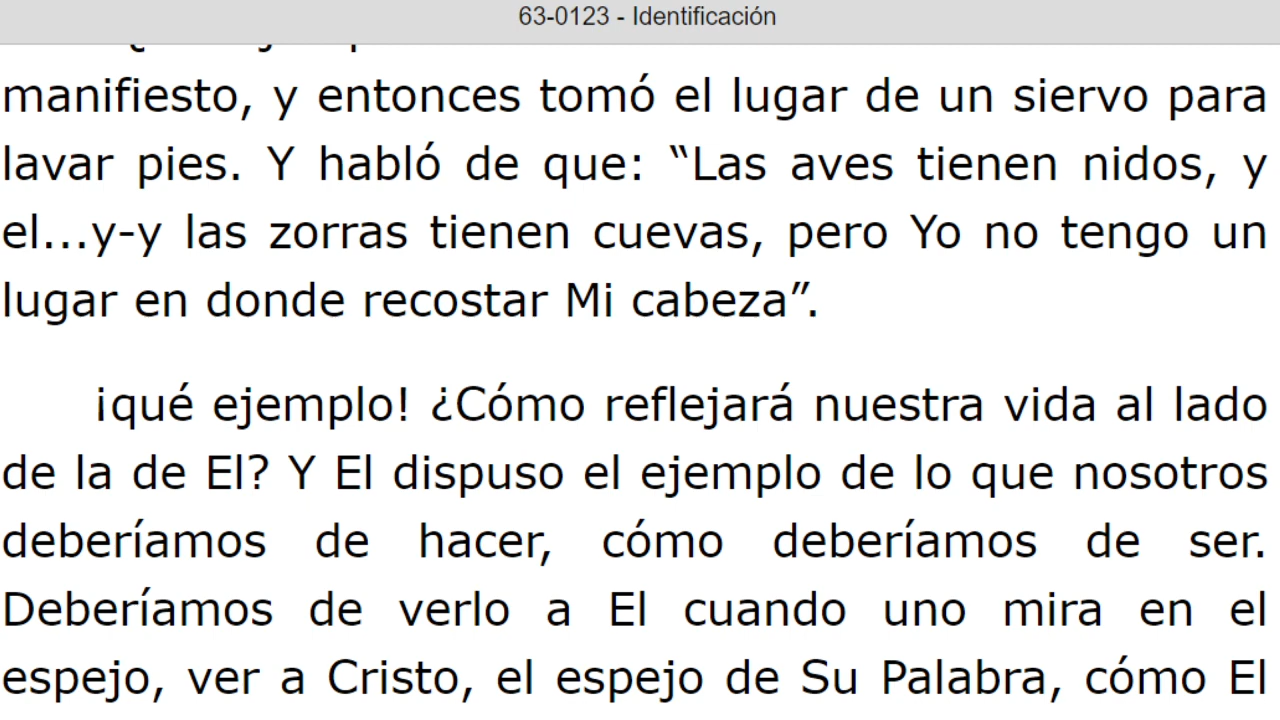 63-0123 - Identificación
manifiesto, y entonces tomó el lugar de un siervo para
lavar pies. Y habló de que: “Las aves tienen nidos, y
el...y-y las zorras tienen cuevas, pero Yo no tengo un
lugar en donde recostar Mi cabeza”.
¡qué ejemplo! ¿Cómo reflejará nuestra vida al lado
de la de El? Y El dispuso el ejemplo de lo que nosotros
deberíamos de hacer, cómo deberíamos de ser.
Deberíamos de verlo a El cuando uno mira en el
espejo, ver a Cristo, el espejo de Su Palabra, cómo El